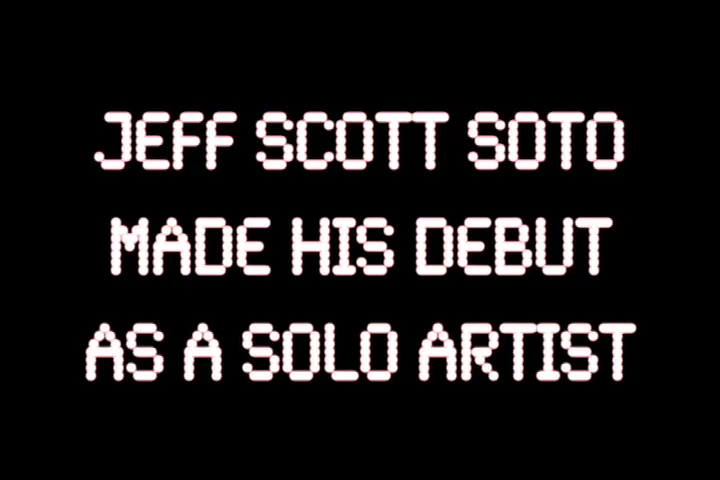 JEFF SCOTT SOTO
MADE HIS DEBUT
AS A SOLO ARTIST